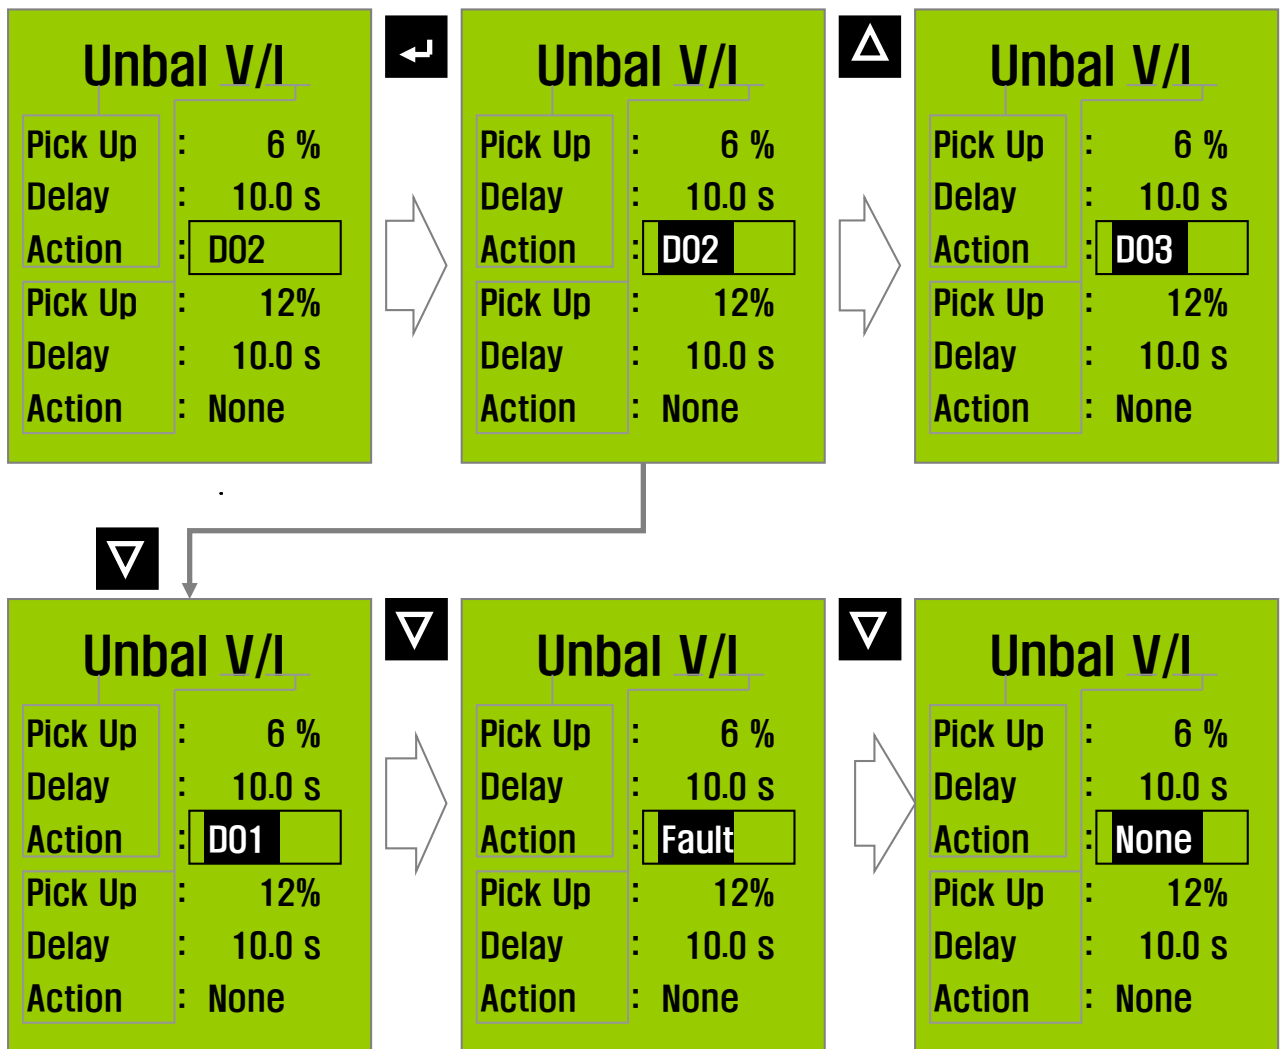 Unbal V/I
Pick Up : 6 %
Delay : 10.0 s
Action : DO2
Pick Up : 12%
Delay : 10.0 s
Action : None
Unbal V/I
Pick Up : 6 %
Delay : 10.0 s
Action : DO2
Pick Up : 12%
Delay : 10.0 s
Action : None
Unbal V/I
Pick Up : 6 %
Delay : 10.0 s
Action : DO3
Pick Up : 12%
Delay : 10.0 s
Action : None
.
Unbal V/I
Pick Up : 6 %
Delay : 10.0 s
Action : DO1
Pick Up : 12%
Delay : 10.0 s
Action : None
Unbal V/I
Pick Up : 6 %
Delay : 10.0 s
Action : Fault
Pick Up : 12%
Delay : 10.0 s
Action : None
Unbal V/I
Pick Up : 6 %
Delay : 10.0 s
Action : None
Pick Up : 12%
Delay : 10.0 s
Action : None